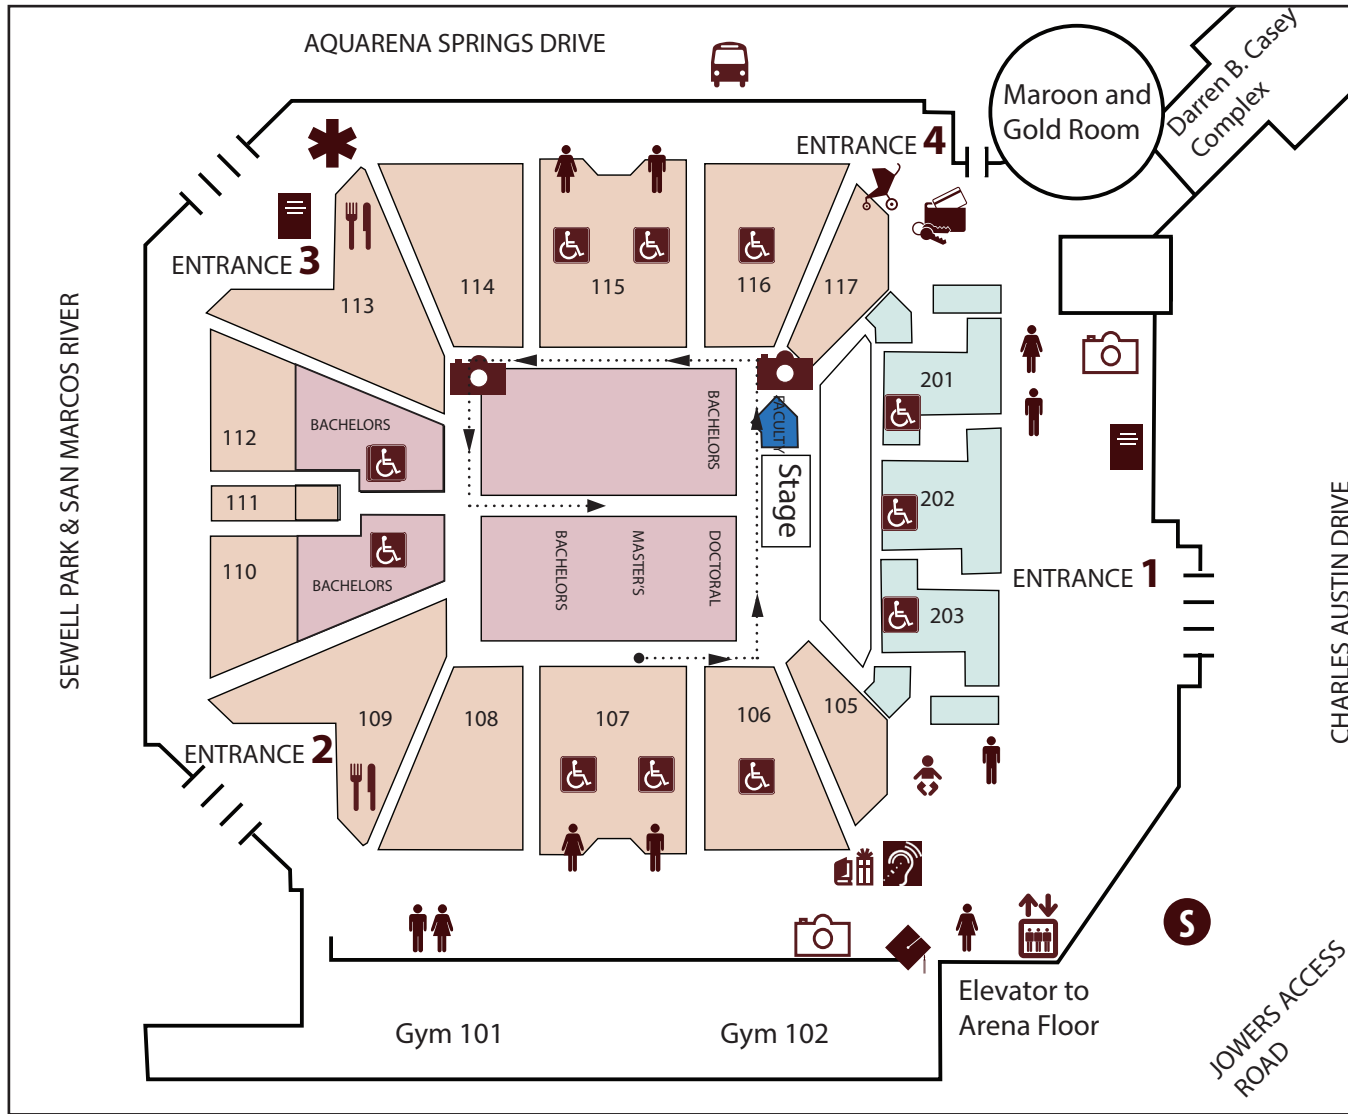 AQUARENA SPRINGS DRIVE
Maroon and
Gold Room
Darren B. Casey
Complex
ENTRANCE 4
ENTRANCE 3
113
114
115
116
117
201
112
BACHELORS
BACHELORS
FACULTY
111
Stage
202
110
BACHELORS
BACHELORS
MASTER'S
DOCTORAL
203
ENTRANCE 1
SEWELL PARK & SAN MARCOS RIVER
CHARLES AUSTIN DRIVE
109
108
107
106
105
ENTRANCE 2
S
Elevator to
Arena Floor
Gym 101
Gym 102
JOWERS ACCESS
ROAD